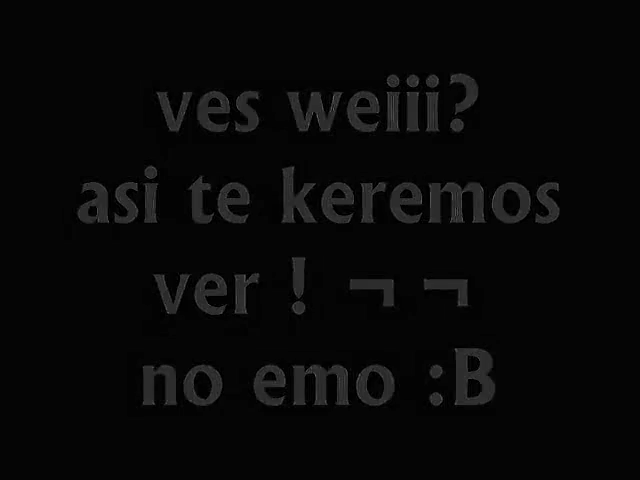 ves weiii?
asi te keremos
ver ! ¬ ¬
no emo :B